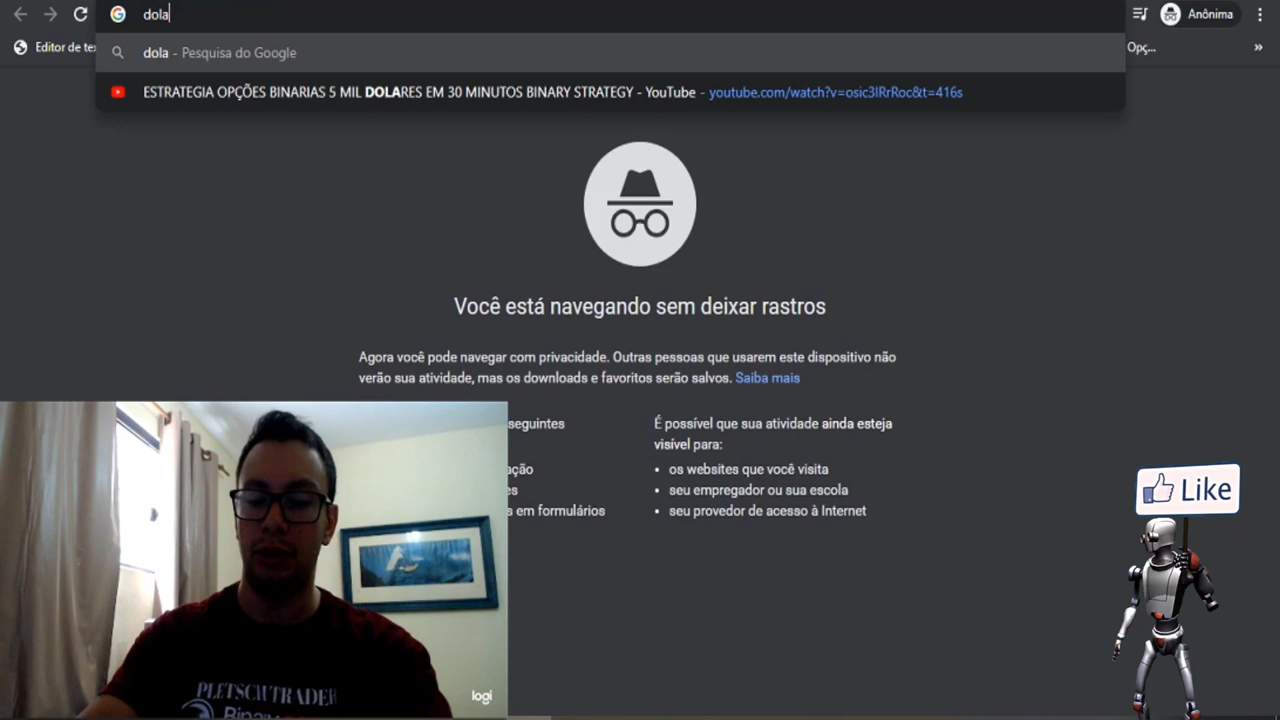 dola
Anônima
Editor de te
Opç...
»
dola - Pesquisa do Google
ESTRATEGIA OPÇÕES BINARIAS 5 MIL DOLARES EM 30 MINUTOS BINARY STRATEGY - YouTube - youtube.com/watch?v=osic3lRrRoc&t=416s
Você está navegando sem deixar rastros
Agora você pode navegar com privacidade. Outras pessoas que usarem este dispositivo não
verão sua atividade, mas os downloads e favoritos serão salvos. Saiba mais
seguintes
ação
es
s em formulários
É possível que sua atividade ainda esteja
visível para:
• os websites que você visita
• seu empregador ou sua escola
• seu provedor de acesso à Internet
Like
PLETSCH TRADER
Binary
logi